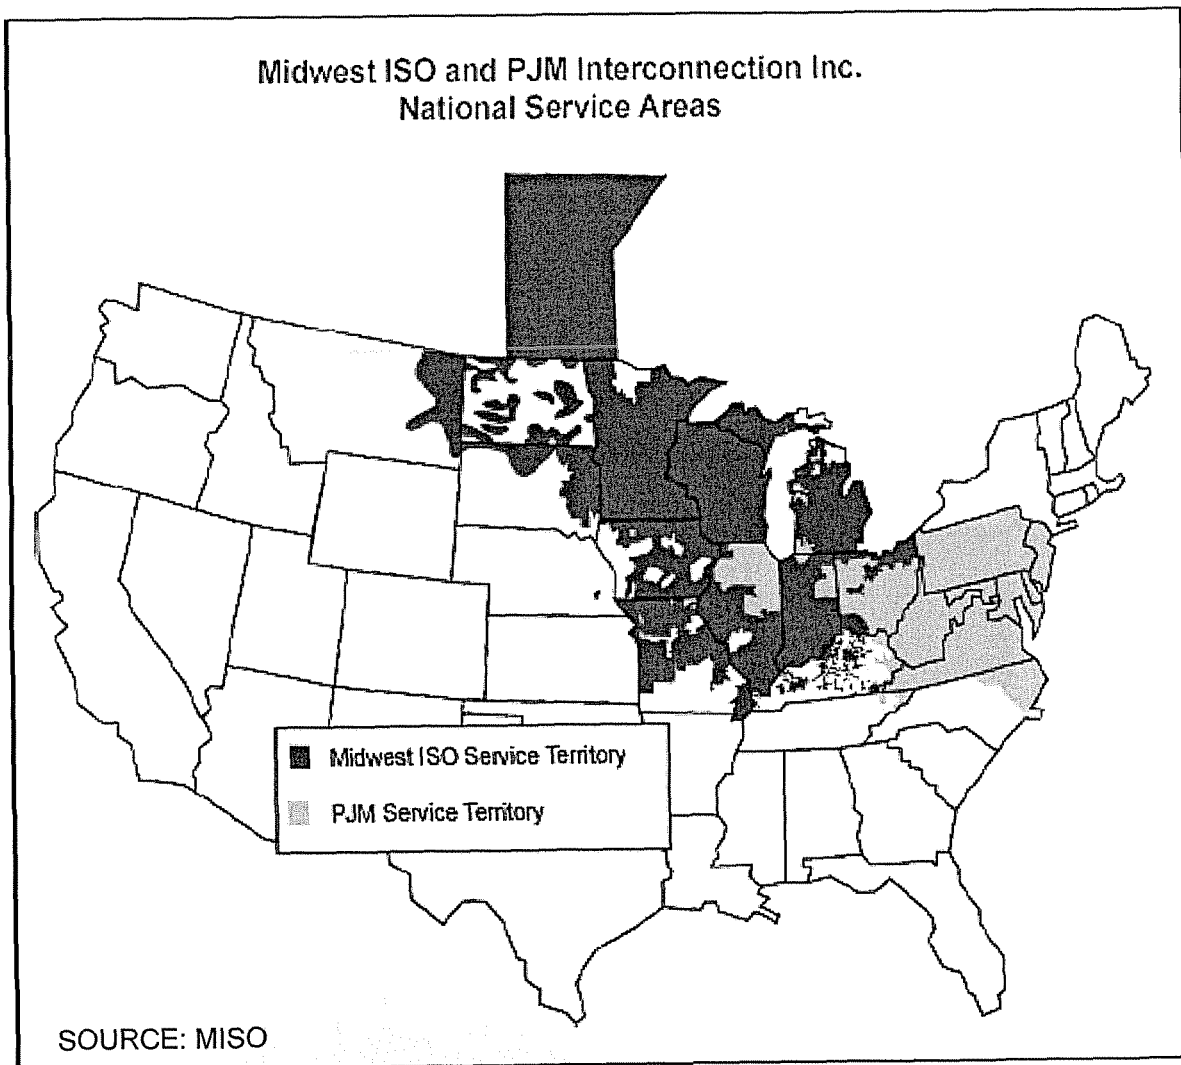 Midwest ISO and PJM Interconnection Inc.
National Service Areas
Midwest ISO Service Territory
PJM Service Territory
SOURCE: MISO